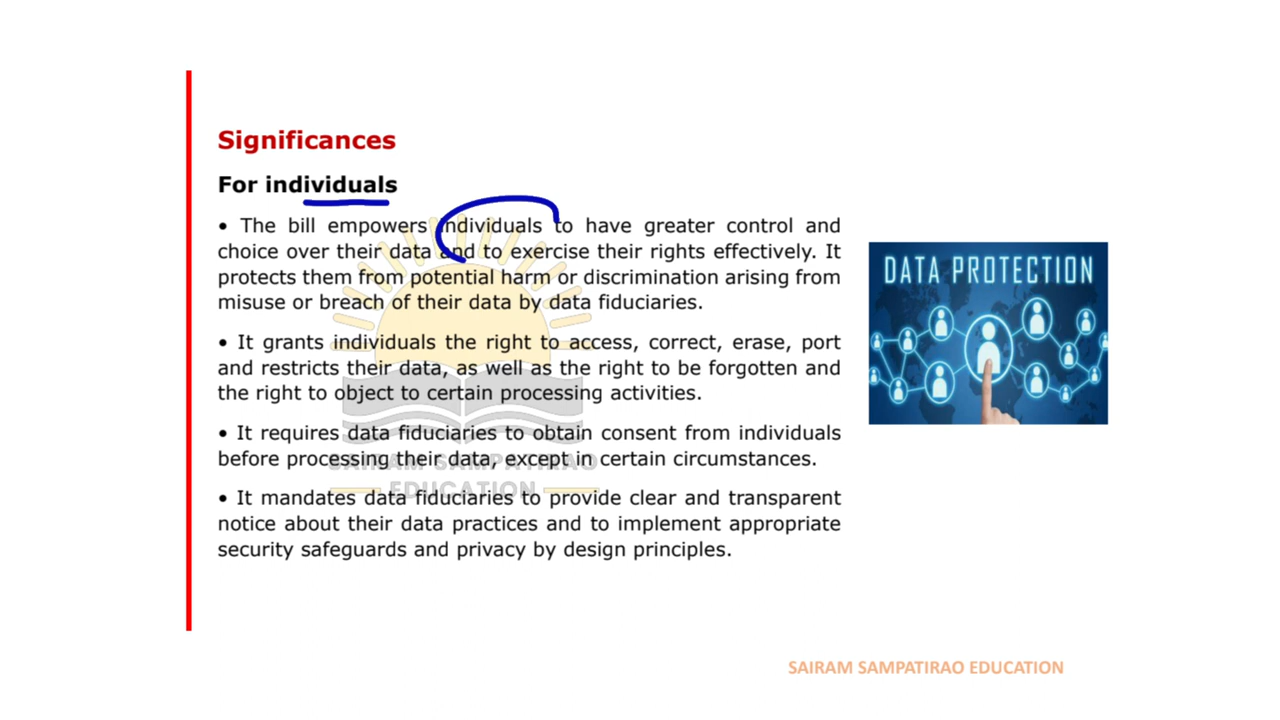 Significances
For individuals
• The bill empowers individuals to have greater control and
choice over their data and to exercise their rights effectively. It
protects them from potential harm or discrimination arising from
misuse or breach of their data by data fiduciaries.
• It grants individuals the right to access, correct, erase, port
and restricts their data, as well as the right to be forgotten and
the right to object to certain processing activities.
• It requires data fiduciaries to obtain consent from individuals
before processing their data, except in certain circumstances.
• It mandates data fiduciaries to provide clear and transparent
notice about their data practices and to implement appropriate
security safeguards and privacy by design principles.
DATA PROTECTION
SAIRAM SAMPATIRAO
EDUCATION
SAIRAM SAMPATIRAO EDUCATION